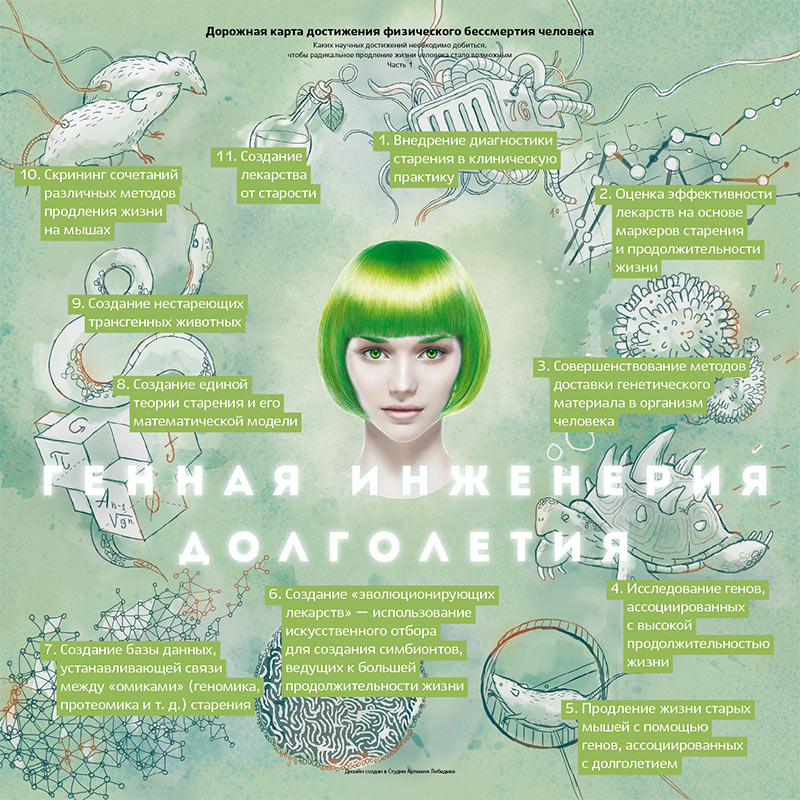 Дорожная карта достижения физического бессмертия человека
Каких научных достижений необходимо добиться,
чтобы радикальное продление жизни человека стало возможным
Часть 1
76
1. Внедрение диагностики
старения в клиническую
практику
2. Оценка эффективности
лекарств на основе
маркеров старения
и продолжительности
жизни
3. Совершенствование методов
доставки генетического
материала в организм
человека
ГЕННАЯ ИНЖЕНЕРИЯ
ДОЛГОЛЕТИЯ
4. Исследование генов,
ассоциированных
с высокой
продолжительностью
жизни
5. Продление жизни старых
мышей с помощью
генов, ассоциированных
с долголетием
6. Создание «эволюционирующих
лекарств» — использование
искусственного отбора
для создания симбионтов,
ведущих к большей
продолжительности жизни
7. Создание базы данных,
устанавливающей связи
между «омиками» (геномика,
протеомика и т. д.) старения
8. Создание единой
теории старения и его
математической модели
G
π
9. Создание нестареющих
трансгенных животных
10. Скрининг сочетаний
различных методов
продления жизни
на мышах
11. Создание
лекарства
от старости
Дизайн создан в Студии Артемия Лебедева